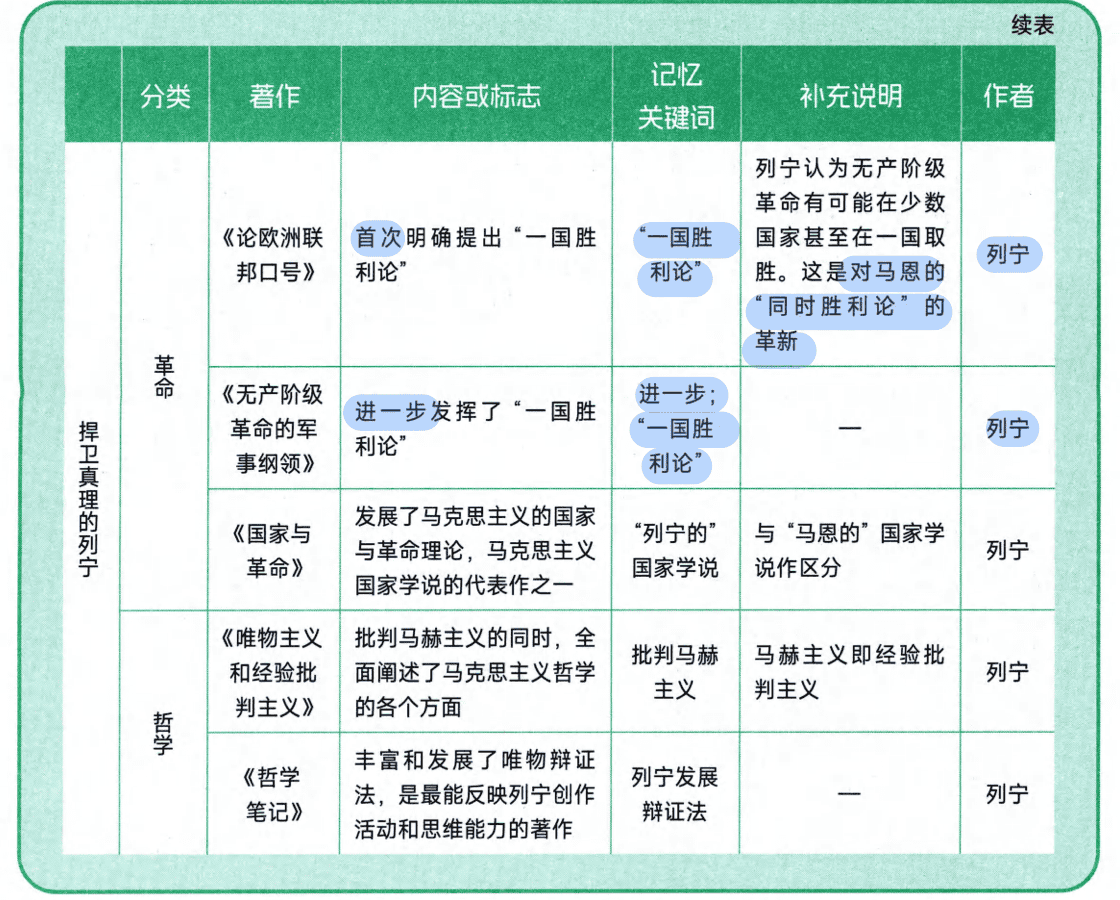 续表
分类
著作
内容或标志
记忆
关键词
补充说明
作者
捍卫真理的列宁
革命
《论欧洲联
邦口号》
首次明确提出“一国胜
利论”
“一国胜
利论”
列宁认为无产阶级
革命有可能在少数
国家甚至在一国取
胜。这是对马恩的
“同时胜利论”的
革新
列宁
《无产阶级
革命的军
事纲领》
进一步发挥了“一国胜
利论”
进一步；
“一国胜
利论”
—
列宁
《国家与
革命》
发展了马克思主义的国家
与革命理论，马克思主义
国家学说的代表作之一
“列宁的”
国家学说
与“马恩的”国家学
说作区分
列宁
哲学
《唯物主义
和经验批
判主义》
批判马赫主义的同时，全
面阐述了马克思主义哲学
的各个方面
批判马赫
主义
马赫主义即经验批
判主义
列宁
《哲学
笔记》
丰富和发展了唯物辩证
法，是最能反映列宁创作
活动和思维能力的著作
列宁发展
辩证法
—
列宁